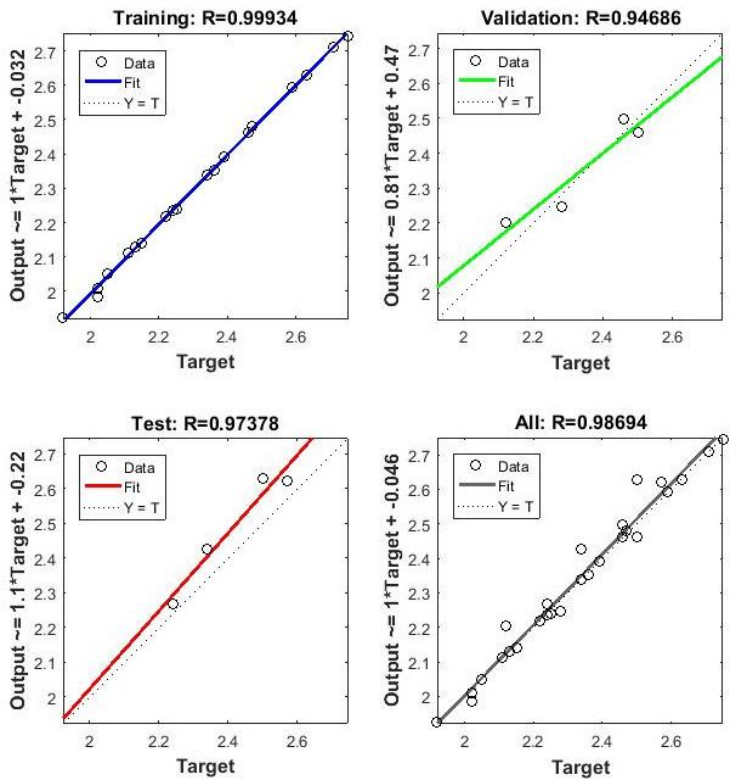 Training: R=0.99934
Output ~= 1*Target + -0.032
2.7
2.6
2.5
2.4
2.3
2.2
2.1
2
Data
Fit
Y = T
2 2.2 2.4 2.6
Target
Validation: R=0.94686
Output ~= 0.81*Target + 0.47
2.7
2.6
2.5
2.4
2.3
2.2
2.1
2
Data
Fit
Y = T
2 2.2 2.4 2.6
Target
Test: R=0.97378
Output ~= 1.1*Target + -0.22
2.7
2.6
2.5
2.4
2.3
2.2
2.1
2
Data
Fit
Y = T
2 2.2 2.4 2.6
Target
All: R=0.98694
Output ~= 1*Target + -0.046
2.7
2.6
2.5
2.4
2.3
2.2
2.1
2
Data
Fit
Y = T
2 2.2 2.4 2.6
Target